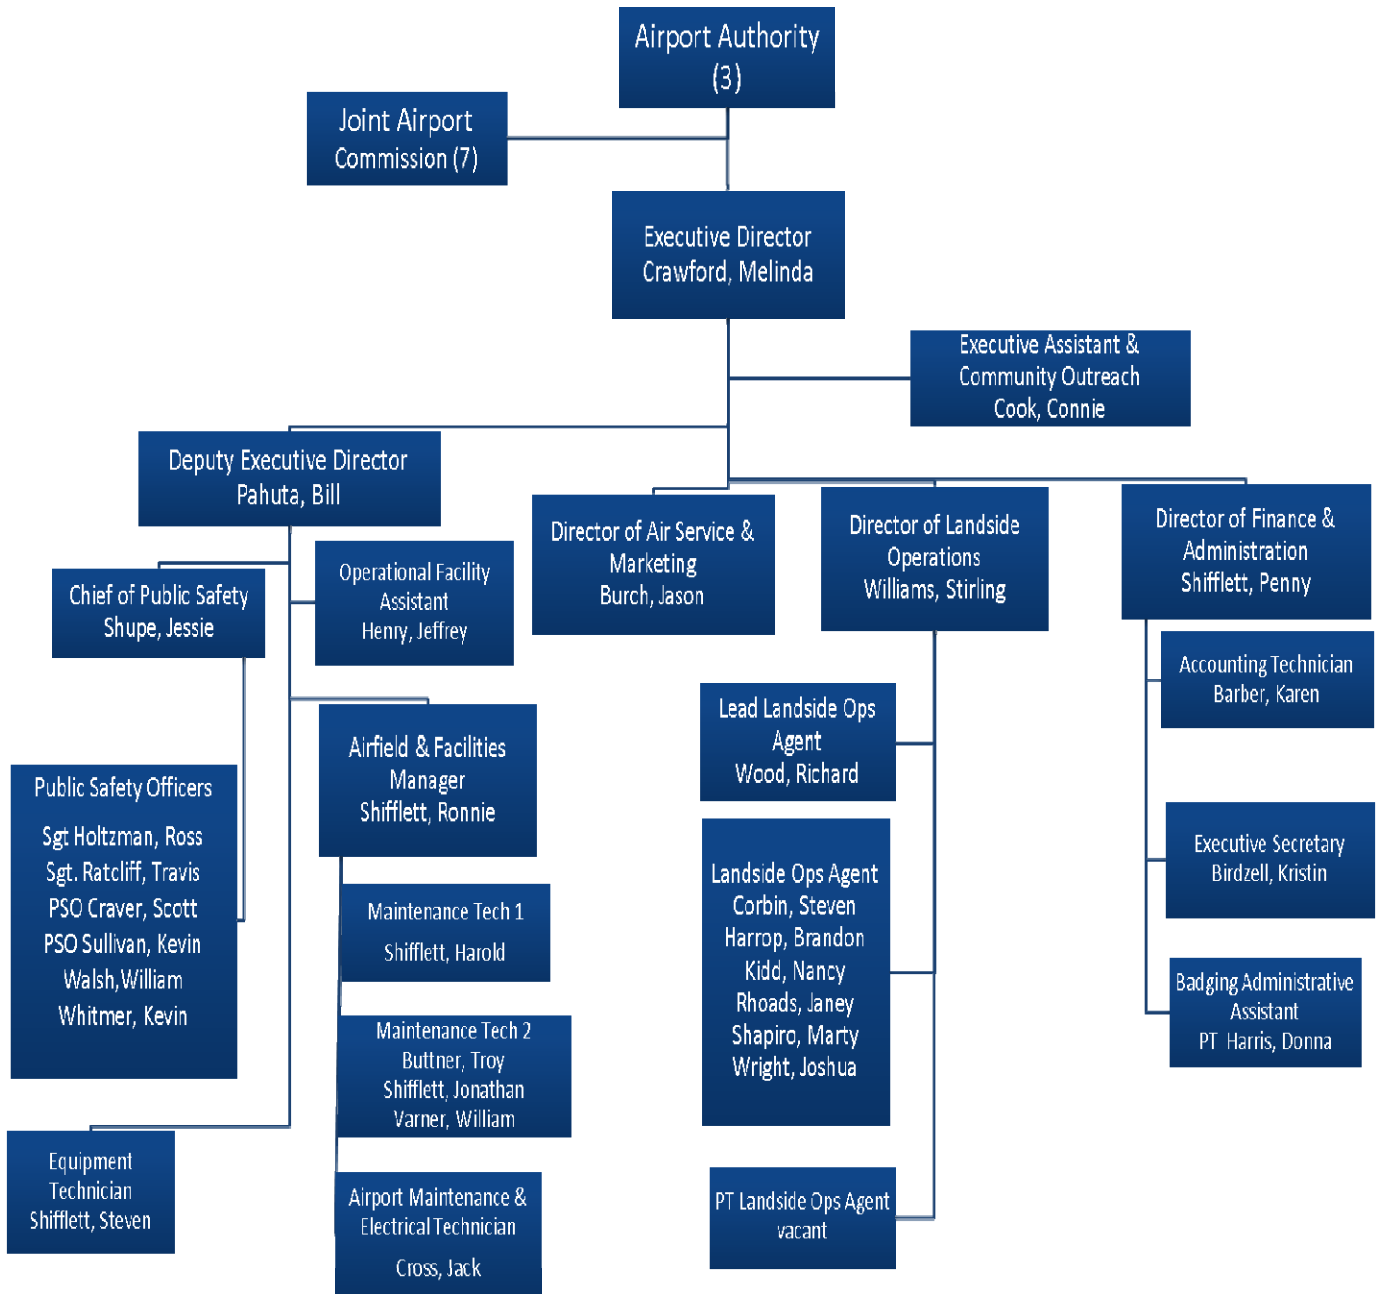 Airport Authority
(3)
Joint Airport
Commission (7)
Executive Director
Crawford, Melinda
Executive Assistant &
Community Outreach
Cook, Connie
Deputy Executive Director
Pahuta, Bill
Director of Air Service &
Marketing
Burch, Jason
Director of Landside
Operations
Williams, Stirling
Director of Finance &
Administration
Shifflett, Penny
Chief of Public Safety
Shupe, Jessie
Operational Facility
Assistant
Henry, Jeffrey
Accounting Technician
Barber, Karen
Lead Landside Ops
Agent
Wood, Richard
Airfield & Facilities
Manager
Shifflett, Ronnie
Public Safety Officers
Sgt Holtzman, Ross
Sgt. Ratcliff, Travis
PSO Craver, Scott
PSO Sullivan, Kevin
Walsh,William
Whitmer, Kevin
Executive Secretary
Birdzell, Kristin
Landside Ops Agent
Corbin, Steven
Harrop, Brandon
Kidd, Nancy
Rhoads, Janey
Shapiro, Marty
Wright, Joshua
Maintenance Tech 1
Shifflett, Harold
Badging Administrative
Assistant
PT Harris, Donna
Maintenance Tech 2
Buttner, Troy
Shifflett, Jonathan
Varner, William
Equipment
Technician
Shifflett, Steven
Airport Maintenance &
Electrical Technician
Cross, Jack
PT Landside Ops Agent
vacant